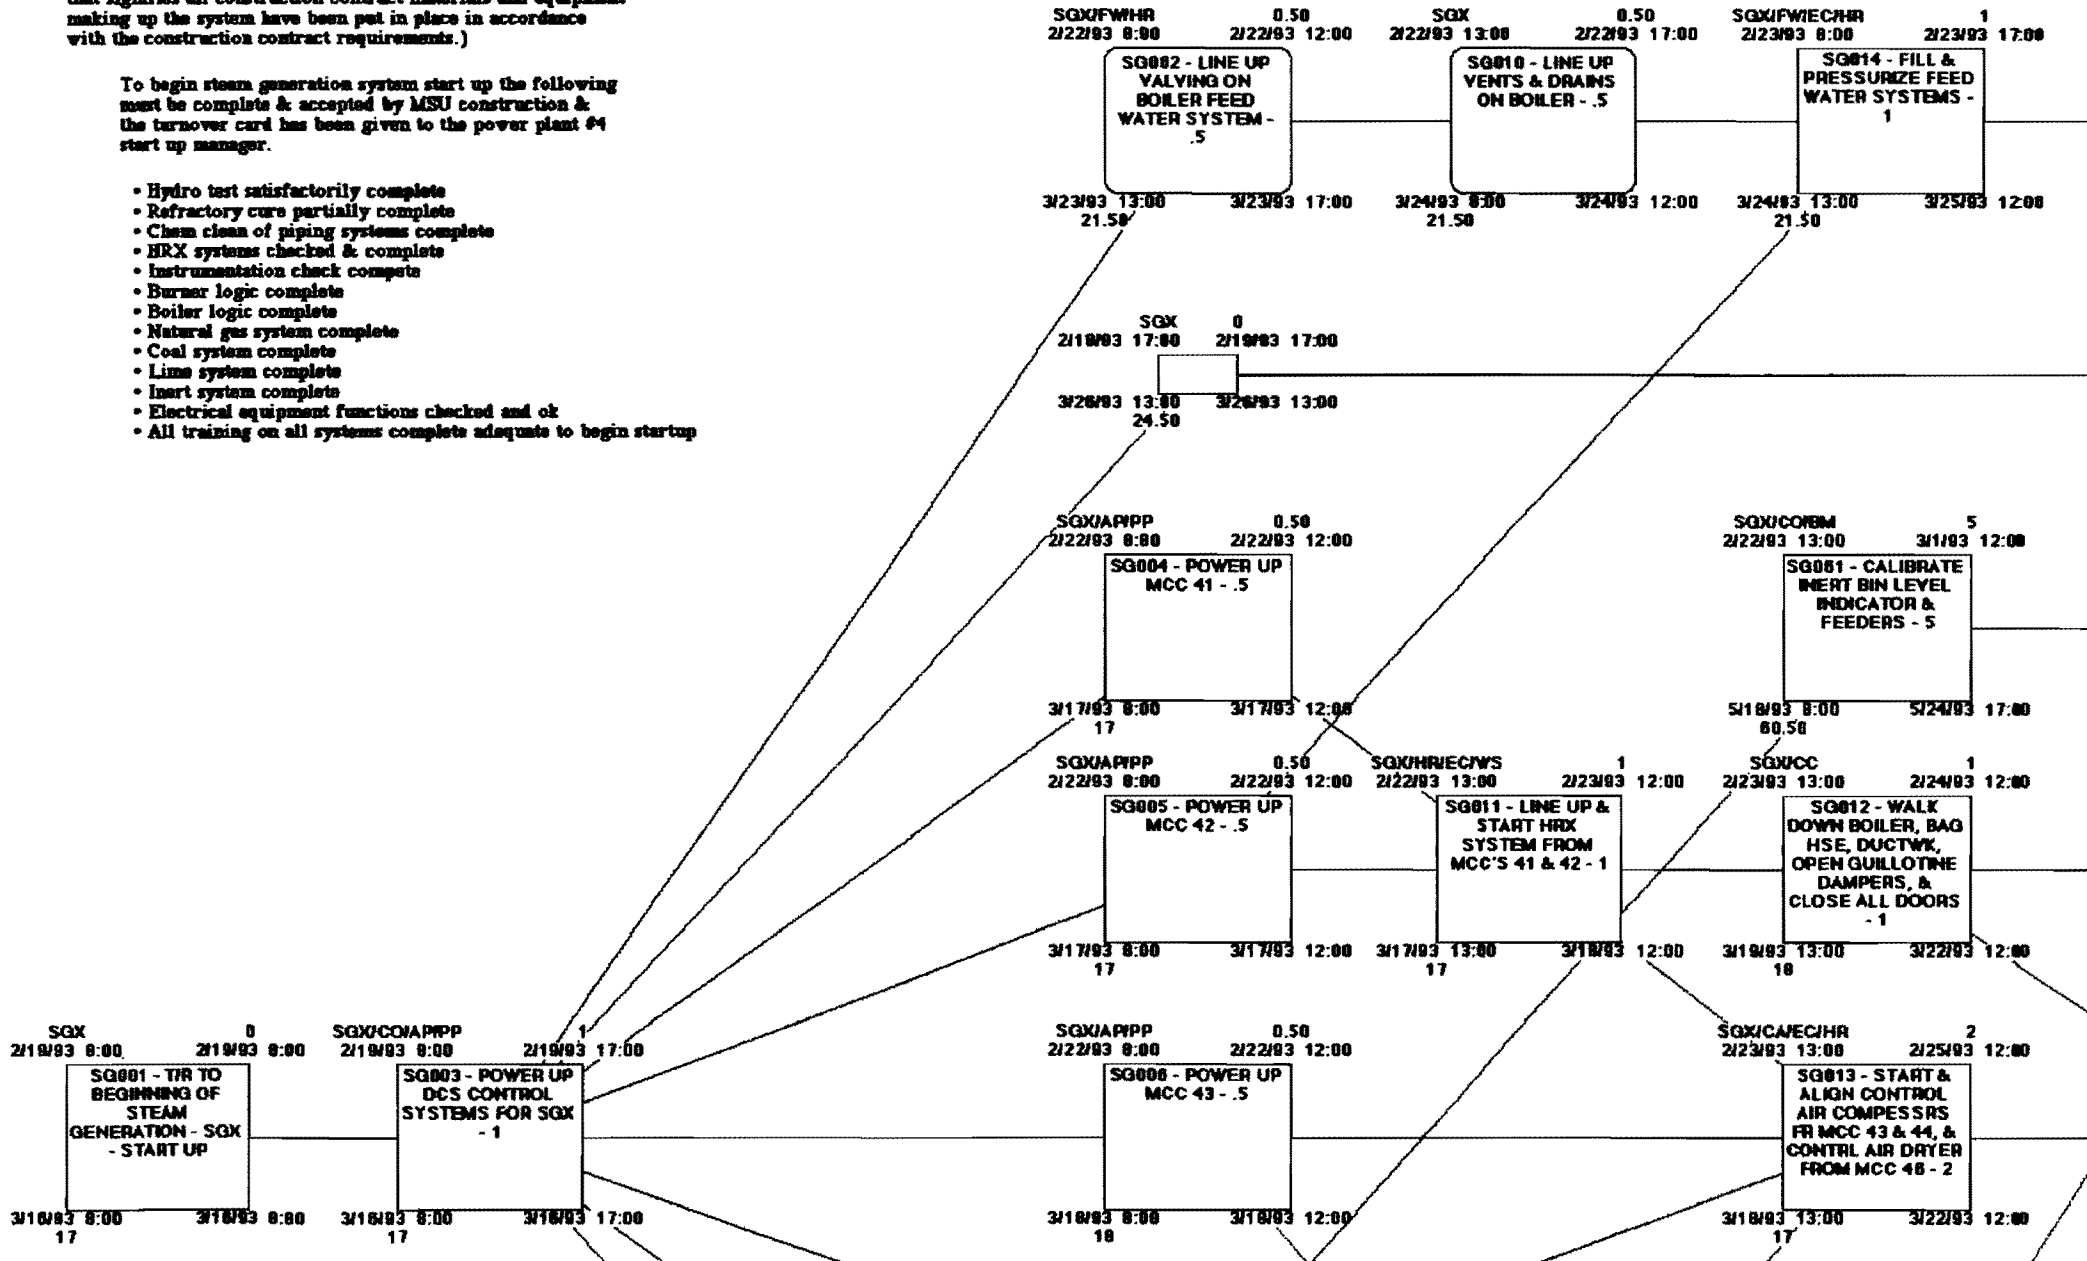 making up the system have been put in place in accordance
with the construction contract requirements.)
To begin steam generation system start up the following
must be complete & accepted by MSU construction &
the turnover card has been given to the power plant #4
start up manager.
• Hydro test satisfactorily complete
• Refractory cure partially complete
• Chem clean of piping systems complete
• HRX systems checked & complete
• Instrumentation check compete
• Burner logic complete
• Boiler logic complete
• Natural gas system complete
• Coal system complete
• Lime system complete
• Inert system complete
• Electrical equipment functions checked and ok
• All training on all systems complete adequate to begin startup
SGX/FW/HR 0.50
2/22/93 8:00 2/22/93 12:00
SG002 - LINE UP
VALVING ON
BOILER FEED
WATER SYSTEM -
.5
3/23/93 13:00 3/23/93 17:00
21.50
SGX 0.50
2/22/93 13:00 2/22/93 17:00
SG010 - LINE UP
VENTS & DRAINS
ON BOILER - .5
3/24/93 8:00 3/24/93 12:00
21.50
SGX/FW/EC/HR 1
2/23/93 8:00 2/23/93 17:00
SG014 - FILL &
PRESSURIZE FEED
WATER SYSTEMS -
1
3/24/93 13:00 3/25/93 12:00
21.50
SGX 0
2/19/93 17:00 2/19/93 17:00
3/26/93 13:00 3/26/93 13:00
24.50
SGX/AP/PP 0.50
2/22/93 8:00 2/22/93 12:00
SG004 - POWER UP
MCC 41 - .5
3/17/93 8:00 3/17/93 12:00
17
SGX/CO/BM 5
2/22/93 13:00 3/1/93 12:00
SG051 - CALIBRATE
INERT BIN LEVEL
INDICATOR &
FEEDERS - 5
5/18/93 8:00 5/24/93 17:00
60.50
SGX/AP/PP 0.50
2/22/93 8:00 2/22/93 12:00
SG005 - POWER UP
MCC 42 - .5
3/17/93 8:00 3/17/93 12:00
17
SGX/HR/EC/WS 1
2/22/93 13:00 2/23/93 12:00
SG011 - LINE UP &
START HRX
SYSTEM FROM
MCC'S 41 & 42 - 1
3/17/93 13:00 3/18/93 12:00
17
SGX/CC 1
2/23/93 13:00 2/24/93 12:00
SG012 - WALK
DOWN BOILER, BAG
HSE, DUCTWK,
OPEN GUILLOTINE
DAMPERS, &
CLOSE ALL DOORS
- 1
3/19/93 13:00 3/22/93 12:00
18
SGX 0
2/19/93 8:00 2/19/93 8:00
SG001 - T/R TO
BEGINNING OF
STEAM
GENERATION - SGX
- START UP
3/16/93 8:00 3/16/93 8:00
17
SGX/CO/AP/PP 1
2/19/93 8:00 2/19/93 17:00
SG003 - POWER UP
DCS CONTROL
SYSTEMS FOR SGX
- 1
3/16/93 8:00 3/16/93 17:00
17
SGX/AP/PP 0.50
2/22/93 8:00 2/22/93 12:00
SG006 - POWER UP
MCC 43 - .5
3/18/93 8:00 3/18/93 12:00
18
SGX/CA/EC/HR 2
2/23/93 13:00 2/25/93 12:00
SG013 - START &
ALIGN CONTROL
AIR COMPESSRS
FR MCC 43 & 44, &
CONTRL AIR DRYER
FROM MCC 46 - 2
3/18/93 13:00 3/22/93 12:00
17